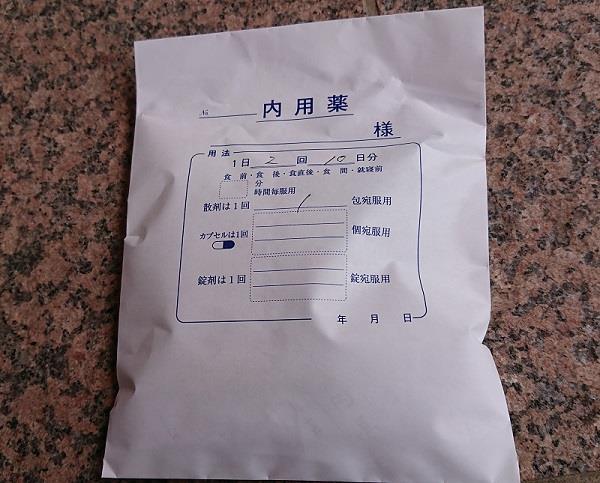 №
内用薬
様
用法
1日 2 回 10 日分
食前・食後・食直後・食間・就寝前
分
時間毎服用
散剤は1回 1 包宛服用
カプセルは1回 個宛服用
錠剤は1回 錠宛服用
年 月 日